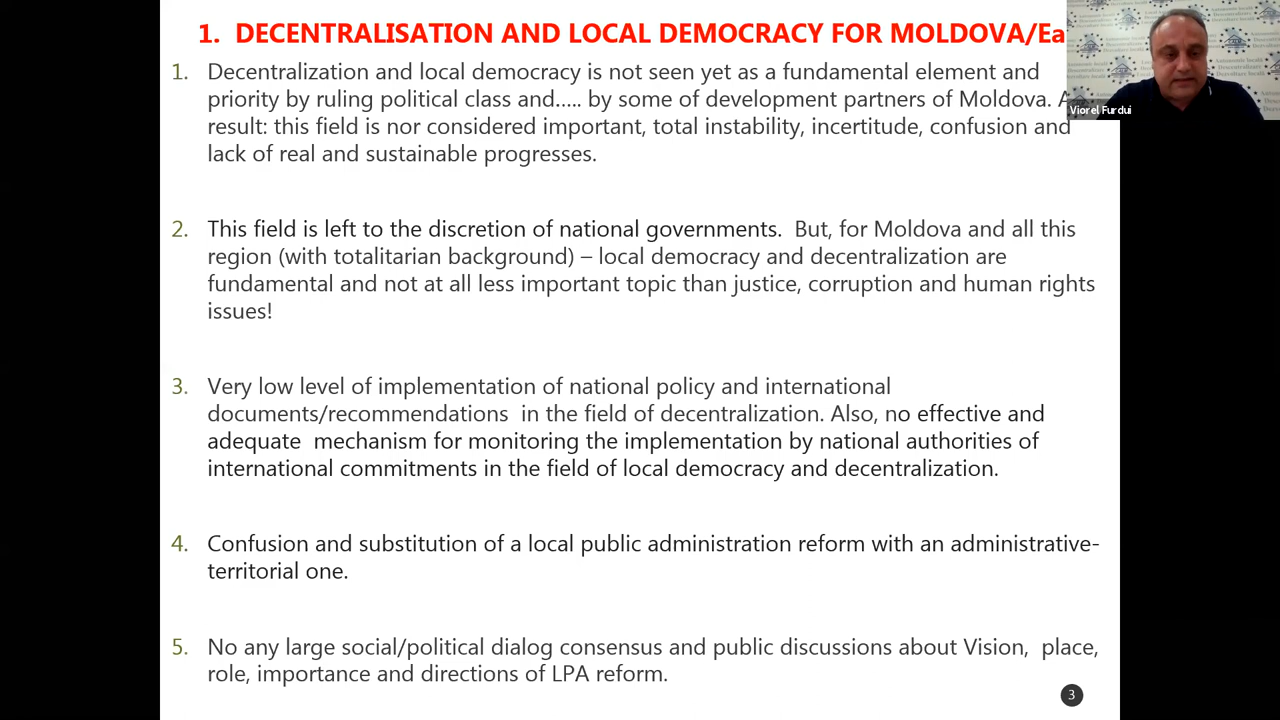 1. DECENTRALISATION AND LOCAL DEMOCRACY FOR MOLDOVA/Ea
1. Decentralization and local democracy is not seen yet as a fundamental element and
priority by ruling political class and..... by some of development partners of Moldova. A
result: this field is nor considered important, total instability, incertitude, confusion and
lack of real and sustainable progresses.
2. This field is left to the discretion of national governments. But, for Moldova and all this
region (with totalitarian background) – local democracy and decentralization are
fundamental and not at all less important topic than justice, corruption and human rights
issues!
3. Very low level of implementation of national policy and international
documents/recommendations in the field of decentralization. Also, no effective and
adequate mechanism for monitoring the implementation by national authorities of
international commitments in the field of local democracy and decentralization.
4. Confusion and substitution of a local public administration reform with an administrative-
territorial one.
5. No any large social/political dialog consensus and public discussions about Vision, place,
role, importance and directions of LPA reform.
3
Viorel Furdui